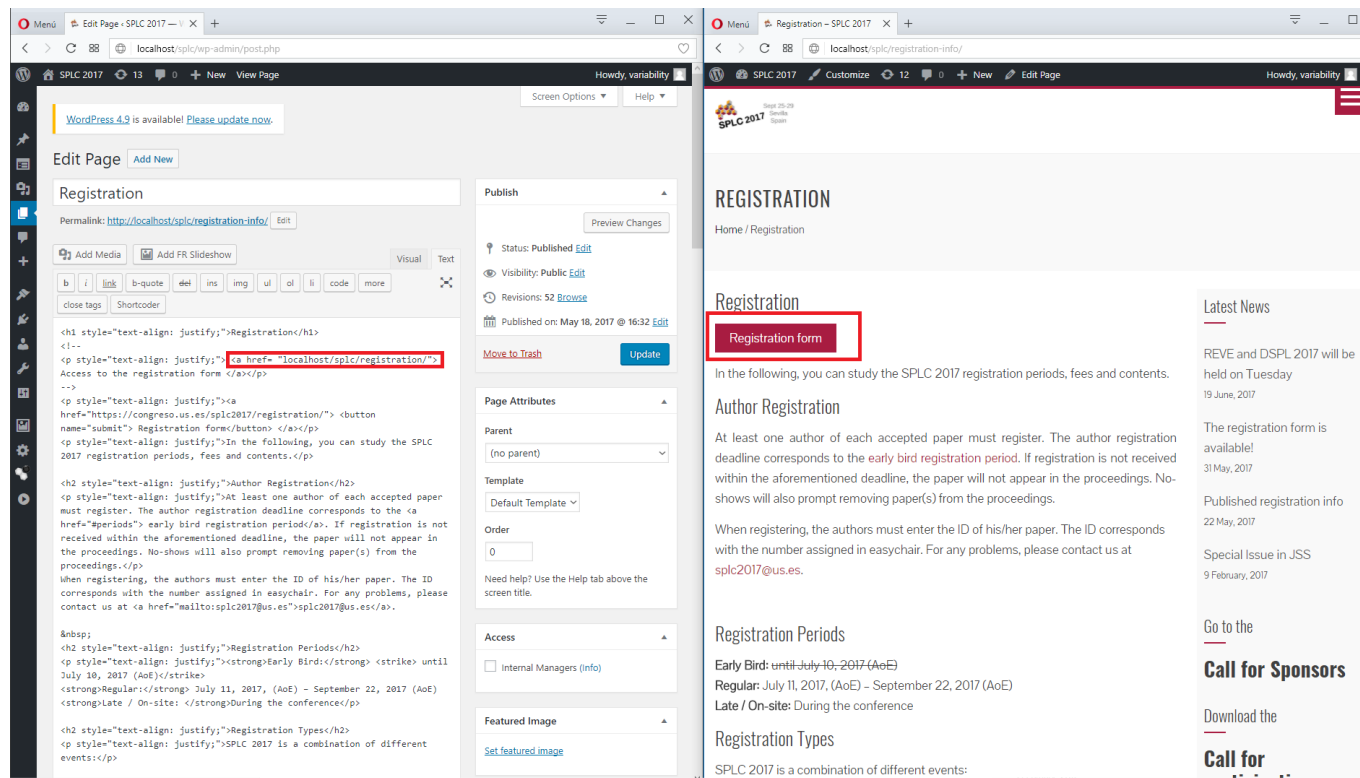 Menú
Edit Page ‹ SPLC 2017 — W
localhost/splc/wp-admin/post.php
SPLC 2017
13
0
New
View Page
Howdy, variability
Screen Options
Help
WordPress 4.9 is available! Please update now.
Edit Page
Add New
Registration
Permalink: http://localhost/splc/registration-info/
Edit
Add Media
Add FR Slideshow
Visual
Text
b
i
link
b-quote
del
ins
img
ul
ol
li
code
more
close tags
Shortcoder
<h1 style="text-align: justify;">Registration</h1>
<!--
<p style="text-align: justify;"> <a href= "localhost/splc/registration/">
Access to the registration form </a></p>
-->
<p style="text-align: justify;"><a
href="https://congreso.us.es/splc2017/registration/"> <button
name="submit"> Registration form</button> </a></p>
<p style="text-align: justify;">In the following, you can study the SPLC
2017 registration periods, fees and contents.</p>
<h2 style="text-align: justify;">Author Registration</h2>
<p style="text-align: justify;">At least one author of each accepted paper
must register. The author registration deadline corresponds to the <a
href="#periods"> early bird registration period</a>. If registration is not
received within the aforementioned deadline, the paper will not appear in
the proceedings. No-shows will also prompt removing paper(s) from the
proceedings.</p>
When registering, the authors must enter the ID of his/her paper. The ID
corresponds with the number assigned in easychair. For any problems, please
contact us at <a href="mailto:splc2017@us.es">splc2017@us.es</a>.
&nbsp;
<h2 style="text-align: justify;">Registration Periods</h2>
<p style="text-align: justify;"><strong>Early Bird:</strong> <strike> until
July 10, 2017 (AoE)</strike>
<strong>Regular:</strong> July 11, 2017, (AoE) – September 22, 2017 (AoE)
<strong>Late / On-site: </strong>During the conference</p>
<h2 style="text-align: justify;">Registration Types</h2>
<p style="text-align: justify;">SPLC 2017 is a combination of different
events:</p>
Publish
Preview Changes
Status: Published Edit
Visibility: Public Edit
Revisions: 52 Browse
Published on: May 18, 2017 @ 16:32 Edit
Move to Trash
Update
Page Attributes
Parent
(no parent)
Template
Default Template
Order
0
Need help? Use the Help tab above the
screen title.
Access
Internal Managers (Info)
Featured Image
Set featured image
Menú
Registration – SPLC 2017
localhost/splc/registration-info/
SPLC 2017
Customize
12
0
New
Edit Page
Howdy, variability
SPLC 2017
Sept 25-29
Sevilla
Spain
REGISTRATION
Home / Registration
Registration
Registration form
In the following, you can study the SPLC 2017 registration periods, fees and contents.
Author Registration
At least one author of each accepted paper must register. The author registration
deadline corresponds to the early bird registration period. If registration is not received
within the aforementioned deadline, the paper will not appear in the proceedings. No-
shows will also prompt removing paper(s) from the proceedings.
When registering, the authors must enter the ID of his/her paper. The ID corresponds
with the number assigned in easychair. For any problems, please contact us at
splc2017@us.es.
Registration Periods
Early Bird: until July 10, 2017 (AoE)
Regular: July 11, 2017, (AoE) – September 22, 2017 (AoE)
Late / On-site: During the conference
Registration Types
SPLC 2017 is a combination of different events:
Latest News
REVE and DSPL 2017 will be
held on Tuesday
19 June, 2017
The registration form is
available!
31 May, 2017
Published registration info
22 May, 2017
Special Issue in JSS
9 February, 2017
Go to the
Call for Sponsors
Download the
Call for